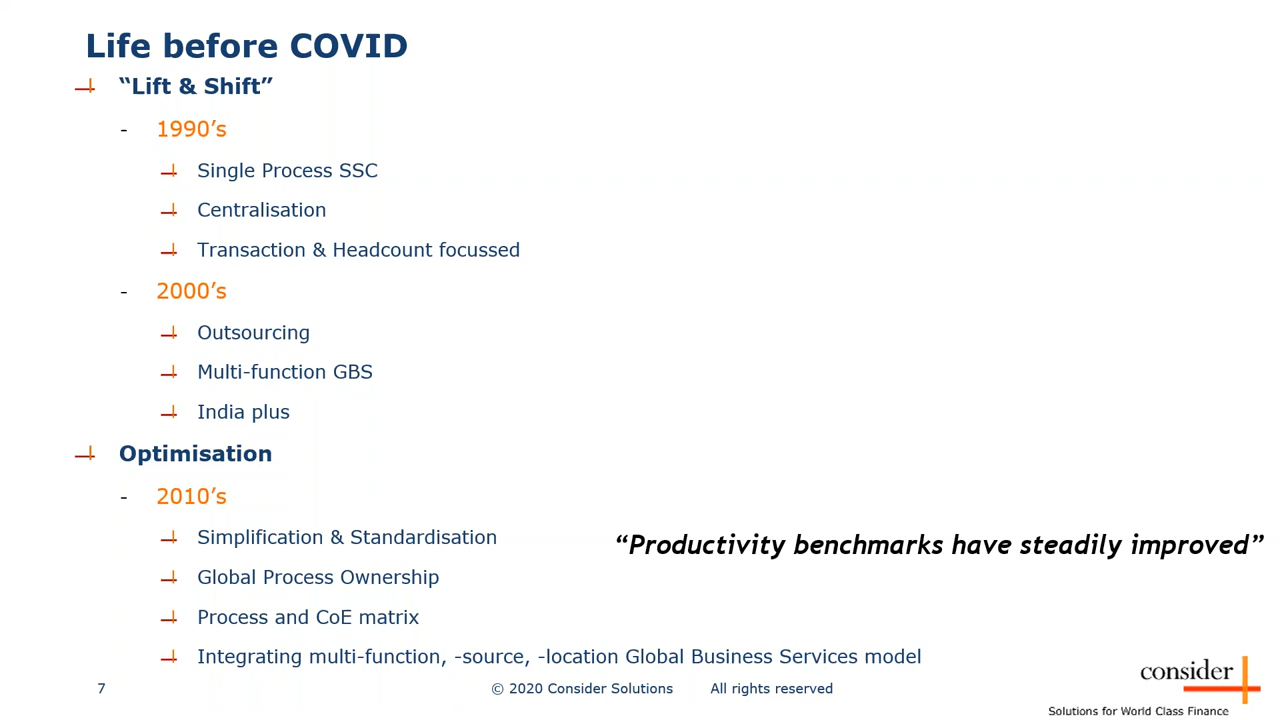 Life before COVID
“Lift & Shift”
- 1990’s
Single Process SSC
Centralisation
Transaction & Headcount focussed
- 2000’s
Outsourcing
Multi-function GBS
India plus
Optimisation
- 2010’s
Simplification & Standardisation
“Productivity benchmarks have steadily improved”
Global Process Ownership
Process and CoE matrix
Integrating multi-function, -source, -location Global Business Services model
7
© 2020 Consider Solutions All rights reserved
consider
Solutions for World Class Finance